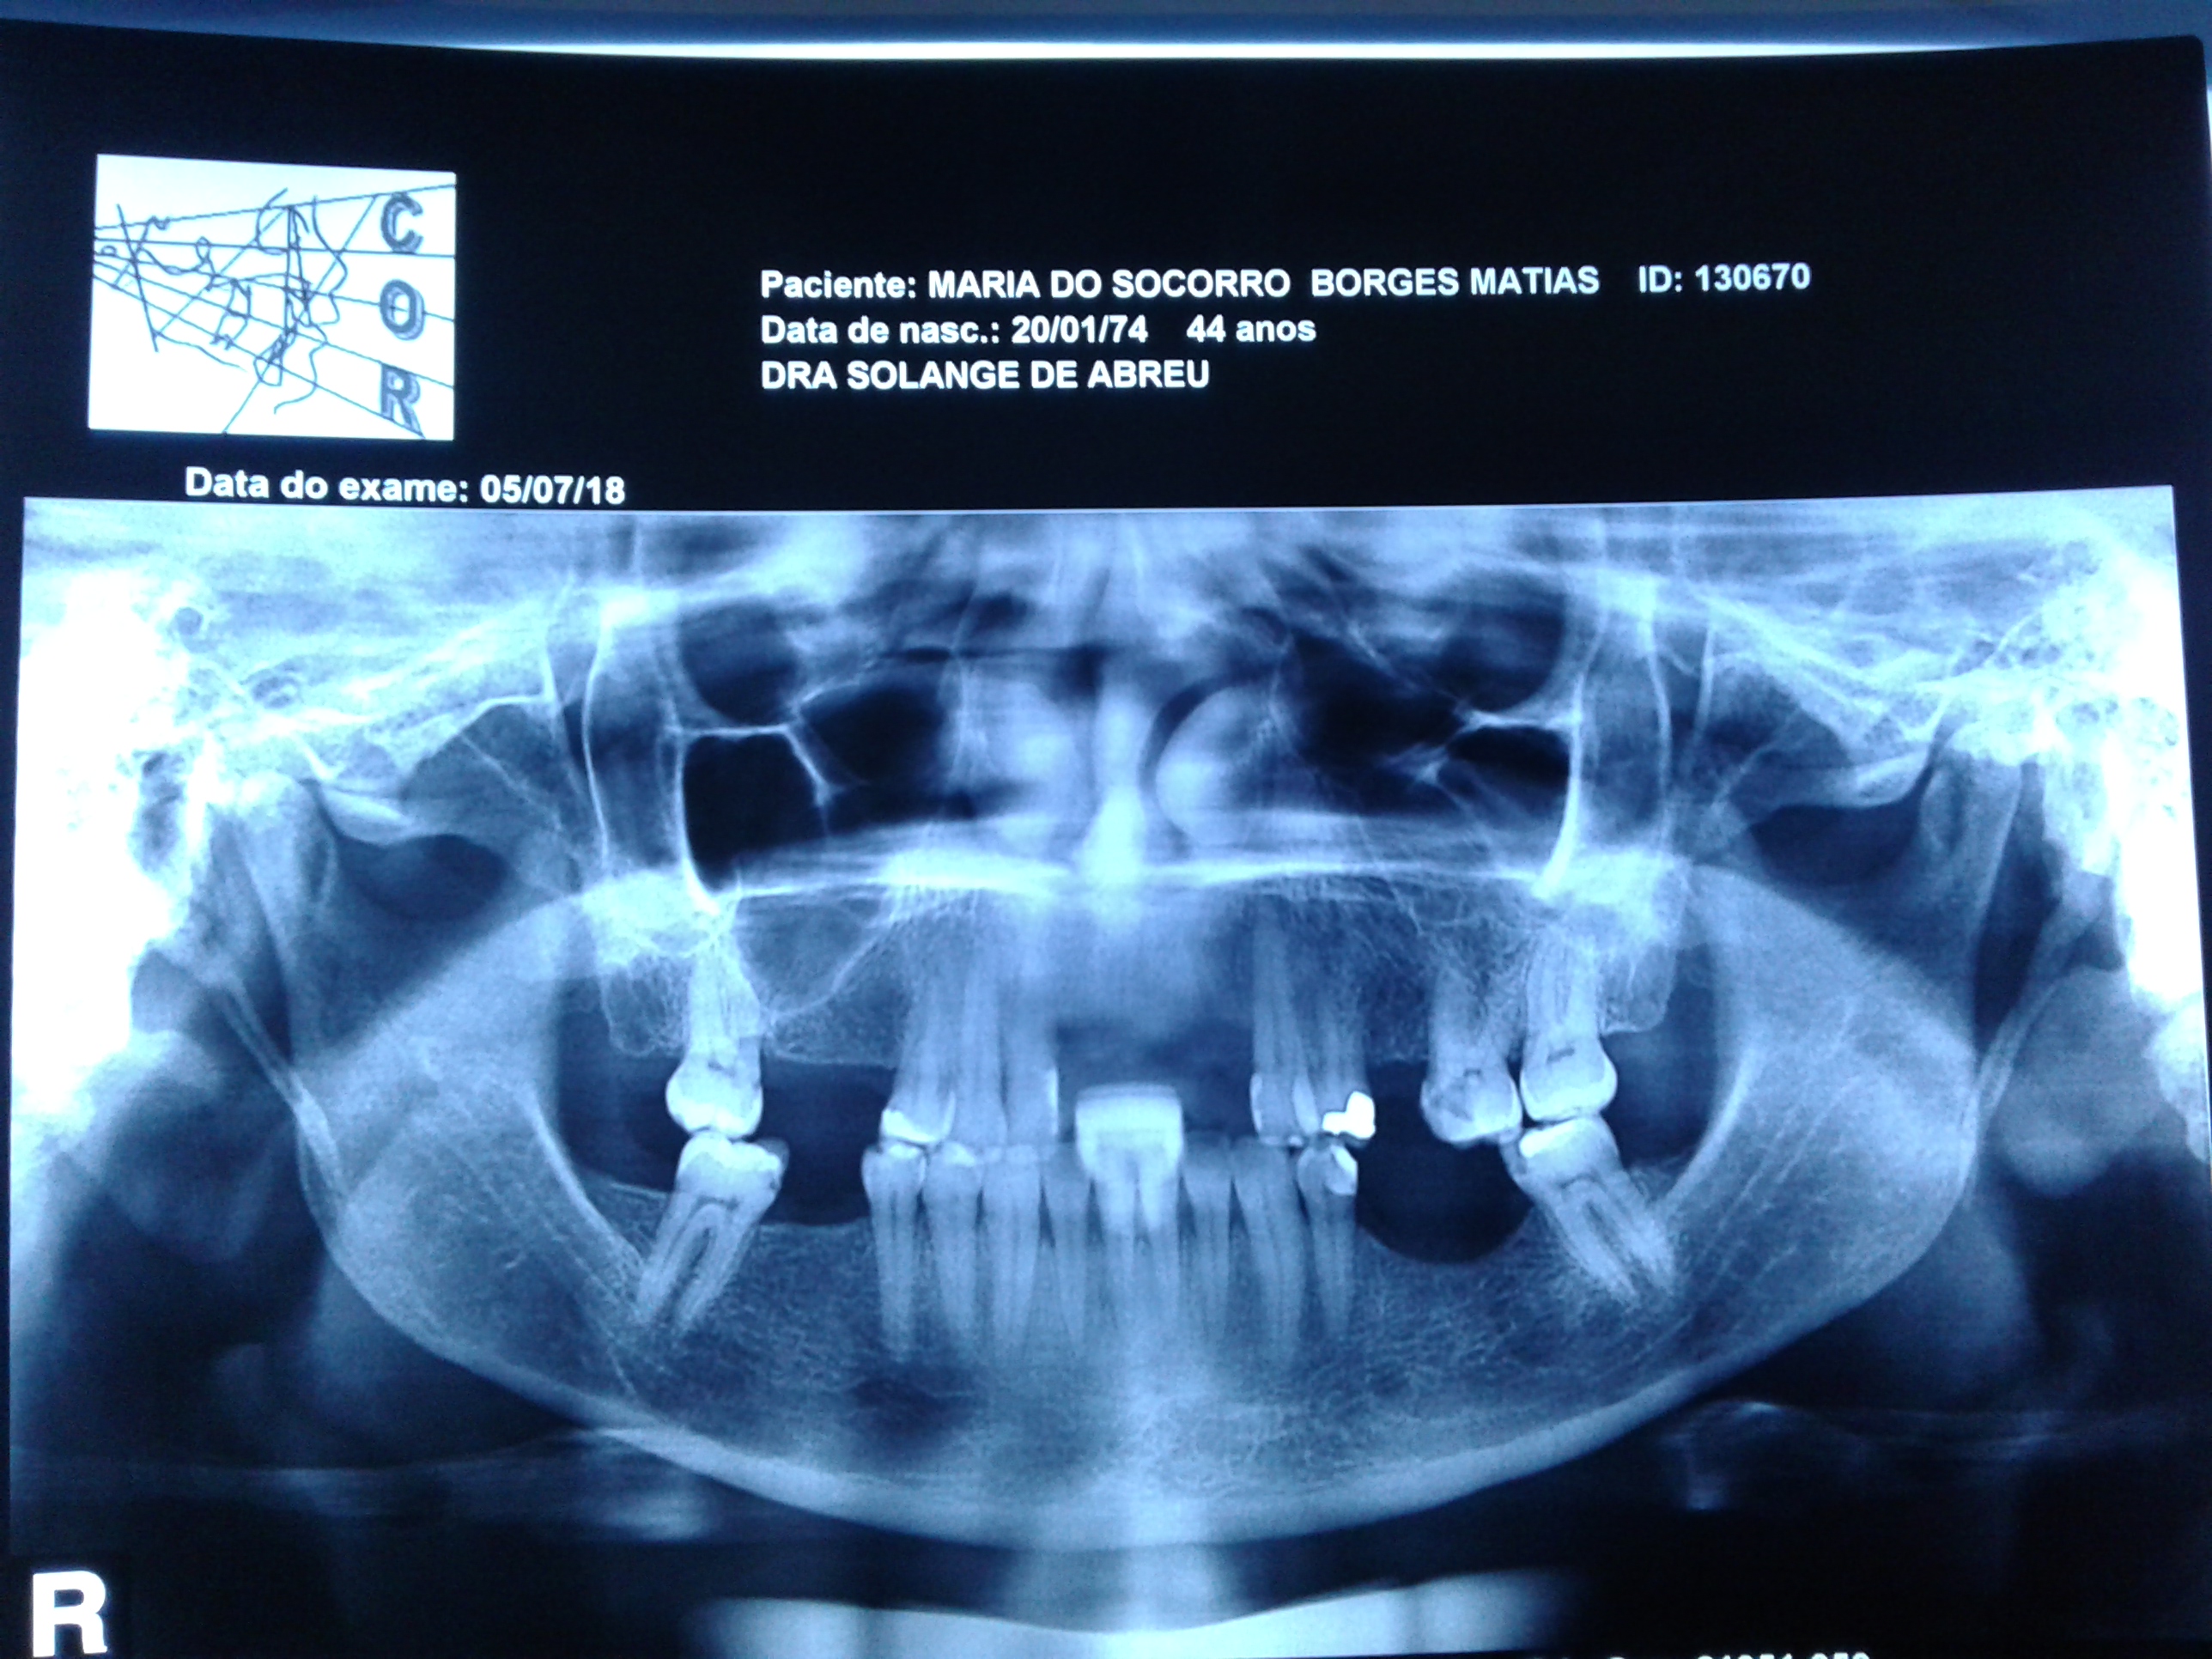 C
O
R
Paciente: MARIA DO SOCORRO BORGES MATIAS ID: 130670
Data de nasc.: 20/01/74 44 anos
DRA SOLANGE DE ABREU
Data do exame: 05/07/18
R